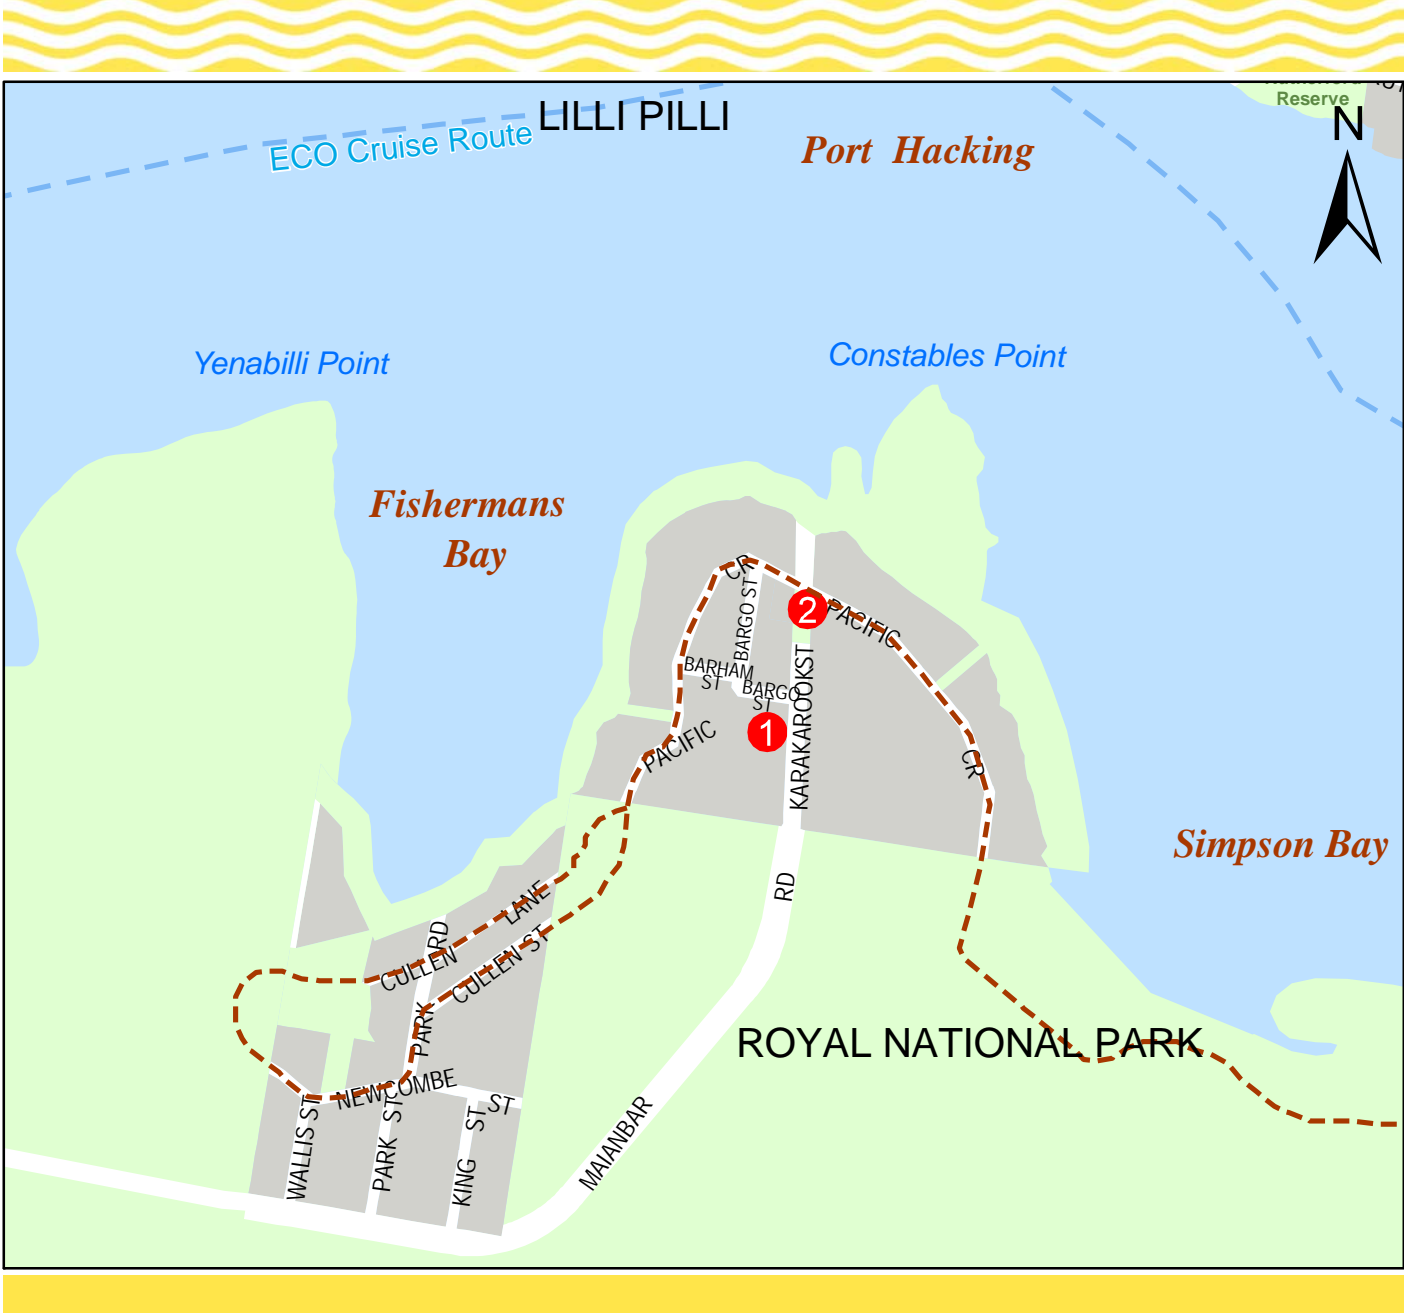 Reserve
LILLI PILLI
N
ECO Cruise Route
Port Hacking
Yenabilli Point
Constables Point
Fishermans
Bay
CR
BARGO ST
2
PACIFIC
BARHAM
ST
BARGO
ST
KARAKAROOK ST
1
PACIFIC
CR
Simpson Bay
RD
LANE
RD
CULLEN
CULLEN ST
PARK
ROYAL NATIONAL PARK
NEWCOMBE
ST
WALLIS ST
PARK ST
KING ST
MAIANBAR